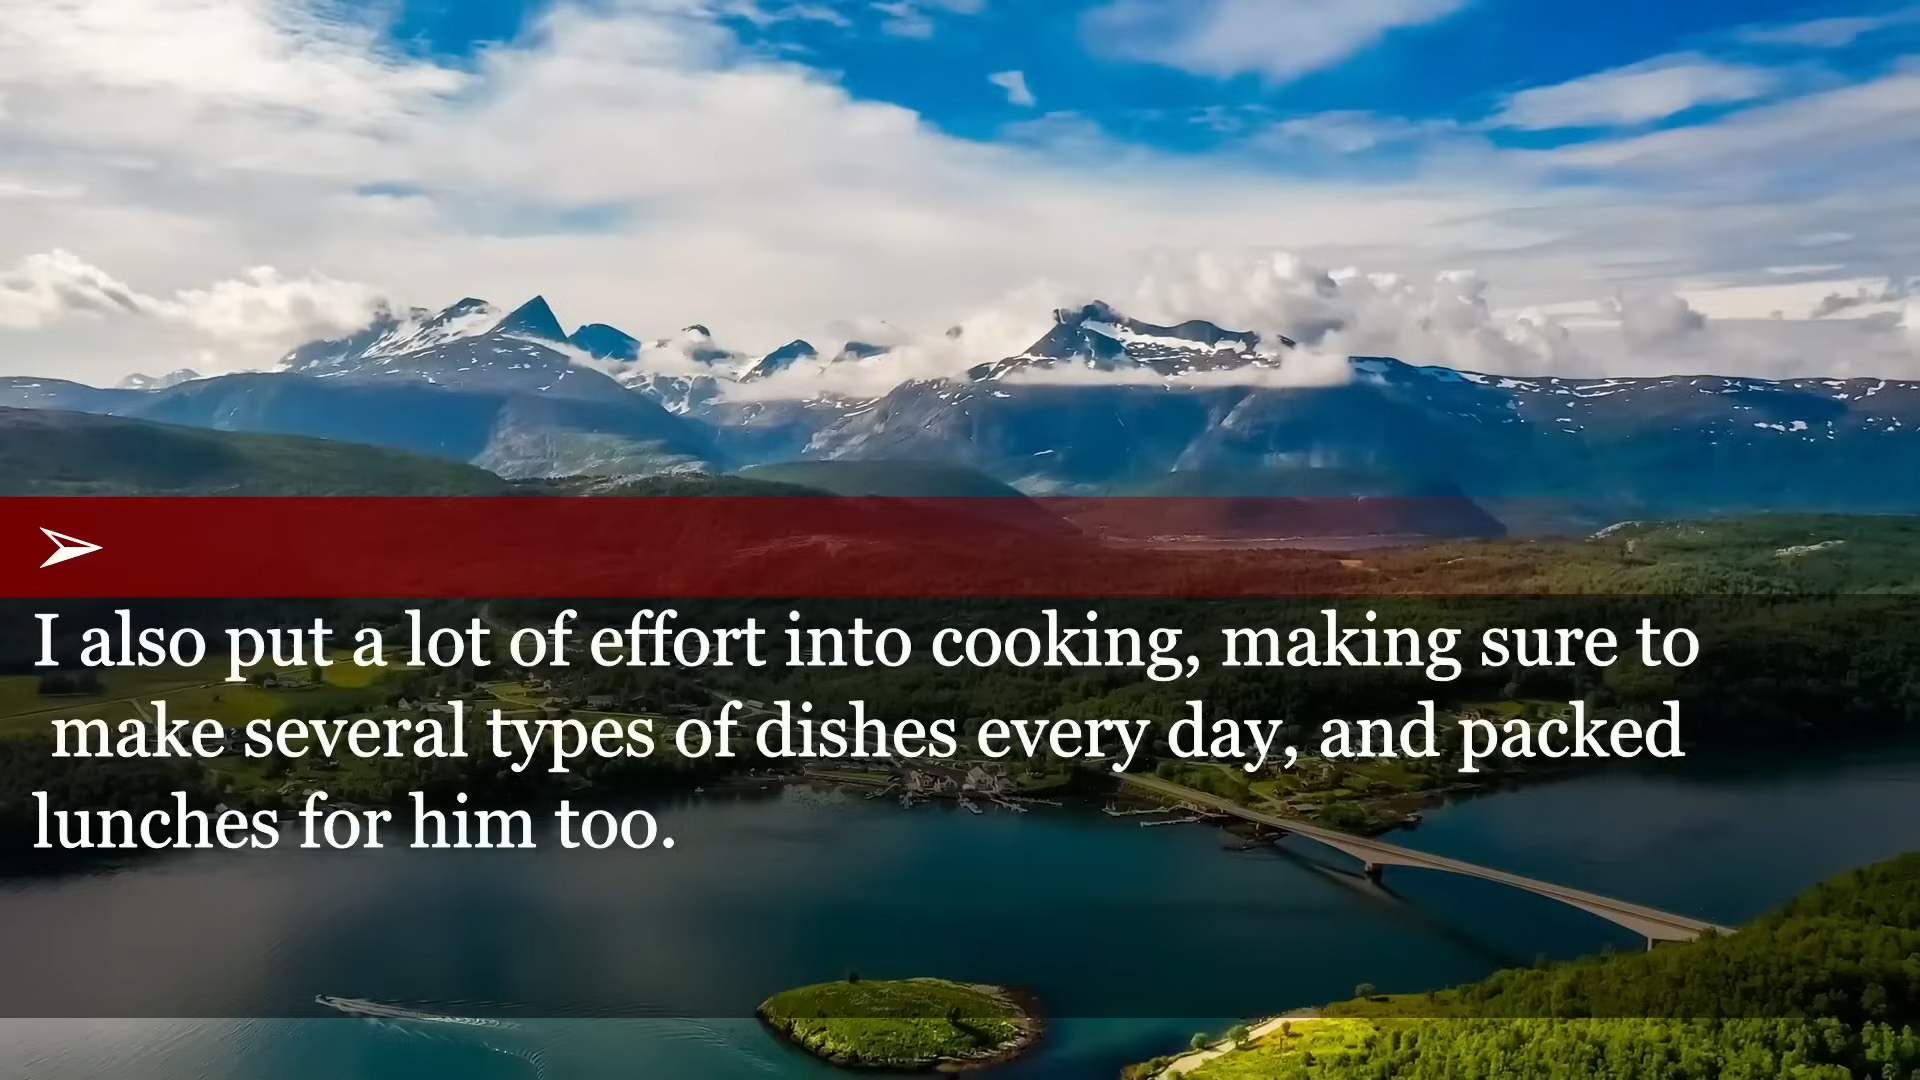 I also put a lot of effort into cooking, making sure to
make several types of dishes every day, and packed
lunches for him too.